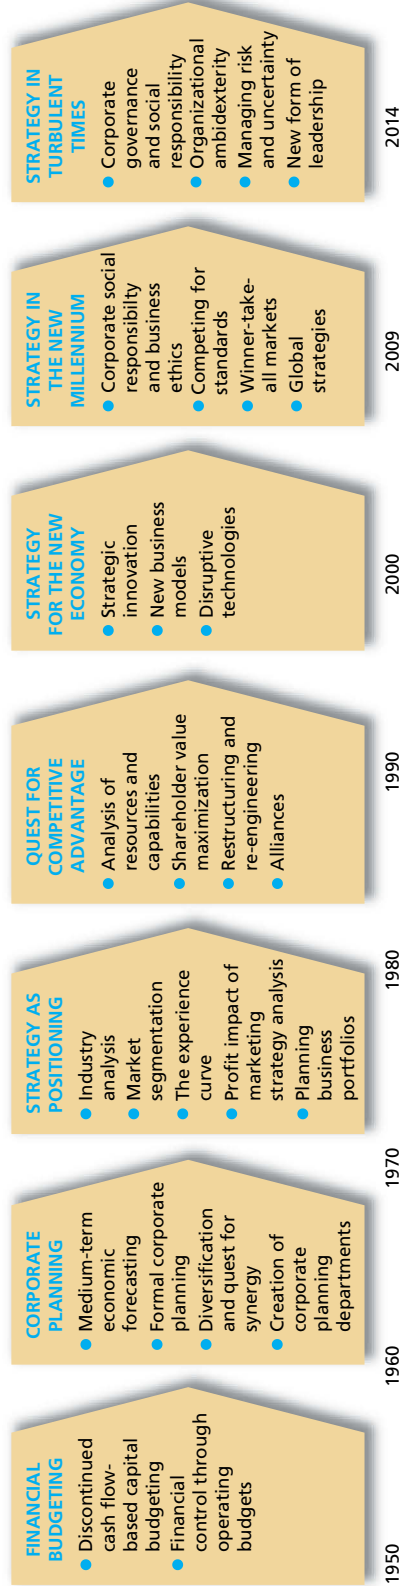 FINANCIAL
BUDGETING
Discontinued
cash flow-
based capital
budgeting
Financial
control through
operating
budgets
CORPORATE
PLANNING
Medium-term
economic
forecasting
Formal corporate
planning
Diversification
and quest for
synergy
Creation of
corporate
planning
departments
STRATEGY AS
POSITIONING
Industry
analysis
Market
segmentation
The experience
curve
Profit impact of
marketing
strategy analysis
Planning
business
portfolios
QUEST FOR
COMPETITIVE
ADVANTAGE
Analysis of
resources and
capabilities
Shareholder value
maximization
Restructuring and
re-engineering
Alliances
STRATEGY
FOR THE NEW
ECONOMY
Strategic
innovation
New business
models
Disruptive
technologies
STRATEGY IN
THE NEW
MILLENNIUM
Corporate social
responsibilty
and business
ethics
Competing for
standards
Winner-take-
all markets
Global
strategies
STRATEGY IN
TURBULENT
TIMES
Corporate
governance
and social
responsibility
Organizational
ambidexterity
Managing risk
and uncertainty
New form of
leadership
1950
1960
1970
1980
1990
2000
2009
2014